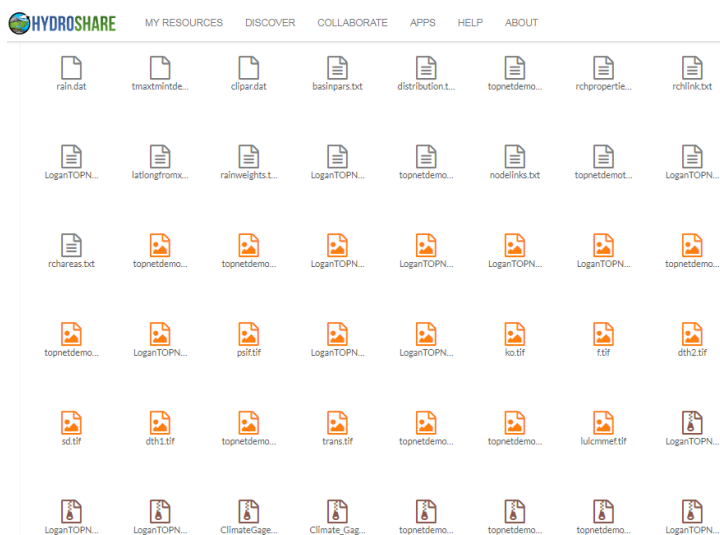 HYDROSHARE MY RESOURCES DISCOVER COLLABORATE APPS HELP ABOUT
rain.dat tmaxtmintde... clipar.dat basinpars.txt distribution.t... topnetdemo... rchpropertie... rchlink.txt
LoganTOPN... latlongfromx... rainweights.t... LoganTOPN... topnetdemo... nodelinks.txt topnetdemot... LoganTOPN...
rchareas.txt topnetdemo... topnetdemo... LoganTOPN... LoganTOPN... LoganTOPN... LoganTOPN... topnetdemo...
topnetdemo... LoganTOPN... psif.tif LoganTOPN... LoganTOPN... ko.tif f.tif dth2.tif
sd.tif dth1.tif topnetdemo... trans.tif topnetdemo... topnetdemo... lulcmmef.tif LoganTOPN...
LoganTOPN... LoganTOPN... ClimateGage... Climate_Gag... topnetdemo... topnetdemo... topnetdemo... LoganTOPN...